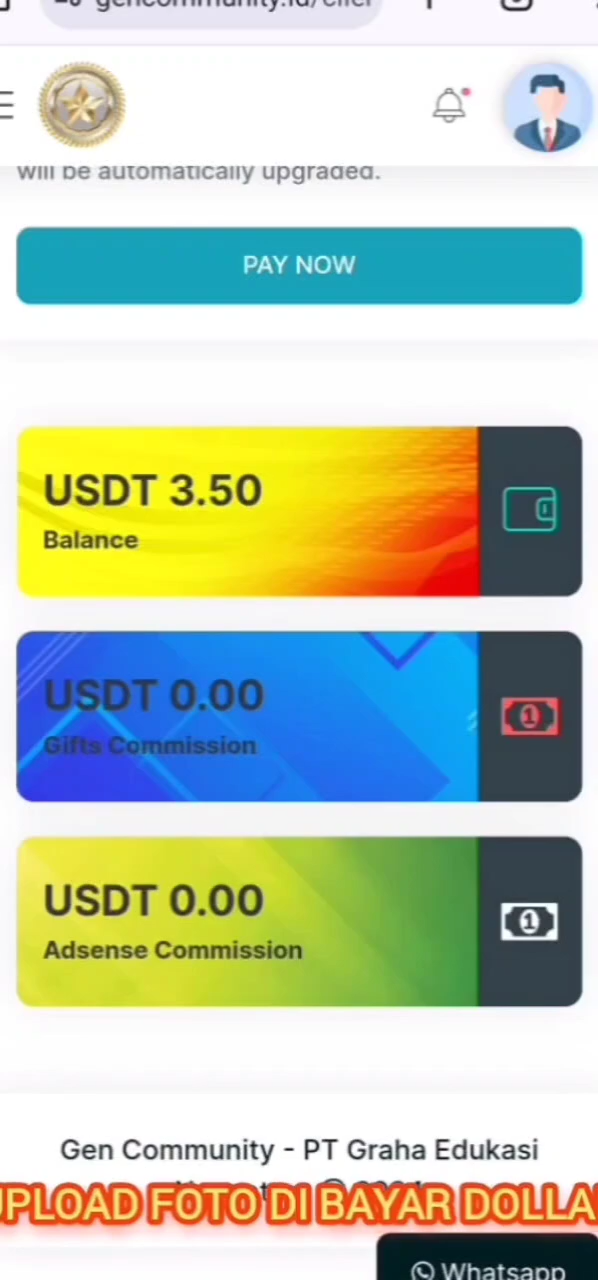 will be automatically upgraded.
PAY NOW
USDT 3.50
Balance
USDT 0.00
Gifts Commission
USDT 0.00
Adsense Commission
Gen Community - PT Graha Edukasi
UPLOAD FOTO DI BAYAR DOLLA
Whatsapp